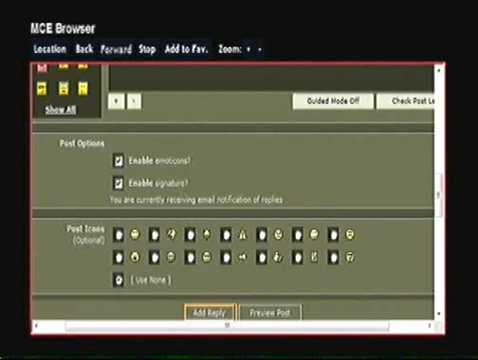 MCE Browser
Location Back Forward Stop Add to Fav. Zoom: + -
Show All
+ -
Guided Mode Off Check Post Le
Post Options
Enable emoticons?
Enable signature?
You are currently receiving email notification of replies
Post Icons
(Optional)
[ Use None ]
Add Reply Preview Post